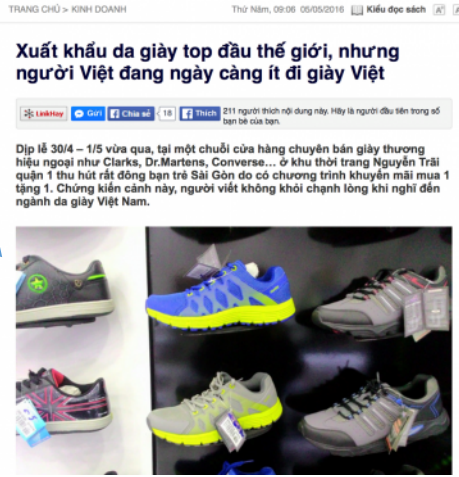 TRANG CHỦ > KINH DOANH
Thứ Năm, 09:06 05/05/2016 Kiểu đọc sách A
Xuất khẩu da giày top đầu thế giới, nhưng
người Việt đang ngày càng ít đi giày Việt
LinkHay Gửi Chia sẻ 18 Thích 211 người thích nội dung này. Hãy là người đầu tiên trong số
bạn bè của bạn.
Dịp lễ 30/4 – 1/5 vừa qua, tại một chuỗi cửa hàng chuyên bán giày thương
hiệu ngoại như Clarks, Dr.Martens, Converse... ở khu thời trang Nguyễn Trãi
quận 1 thu hút rất đông bạn trẻ Sài Gòn do có chương trình khuyến mãi mua 1
tặng 1. Chứng kiến cảnh này, người viết không khỏi chạnh lòng khi nghĩ đến
ngành da giày Việt Nam.